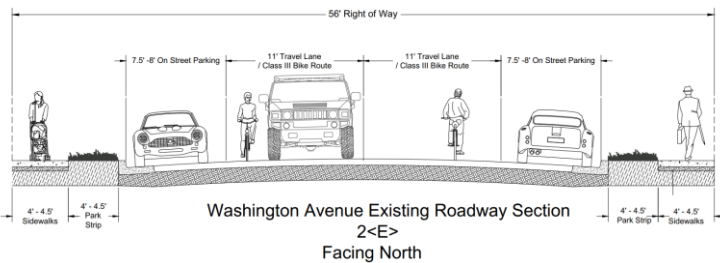 56' Right of Way
7.5' -8' On Street Parking
11' Travel Lane
/ Class III Bike Route
11' Travel Lane
/ Class III Bike Route
7.5' -8' On Street Parking
4' - 4.5'
Sidewalks
4' - 4.5'
Park
Strip
4' - 4.5'
Park Strip
4' - 4.5'
Sidewalks
Washington Avenue Existing Roadway Section
2<E>
Facing North